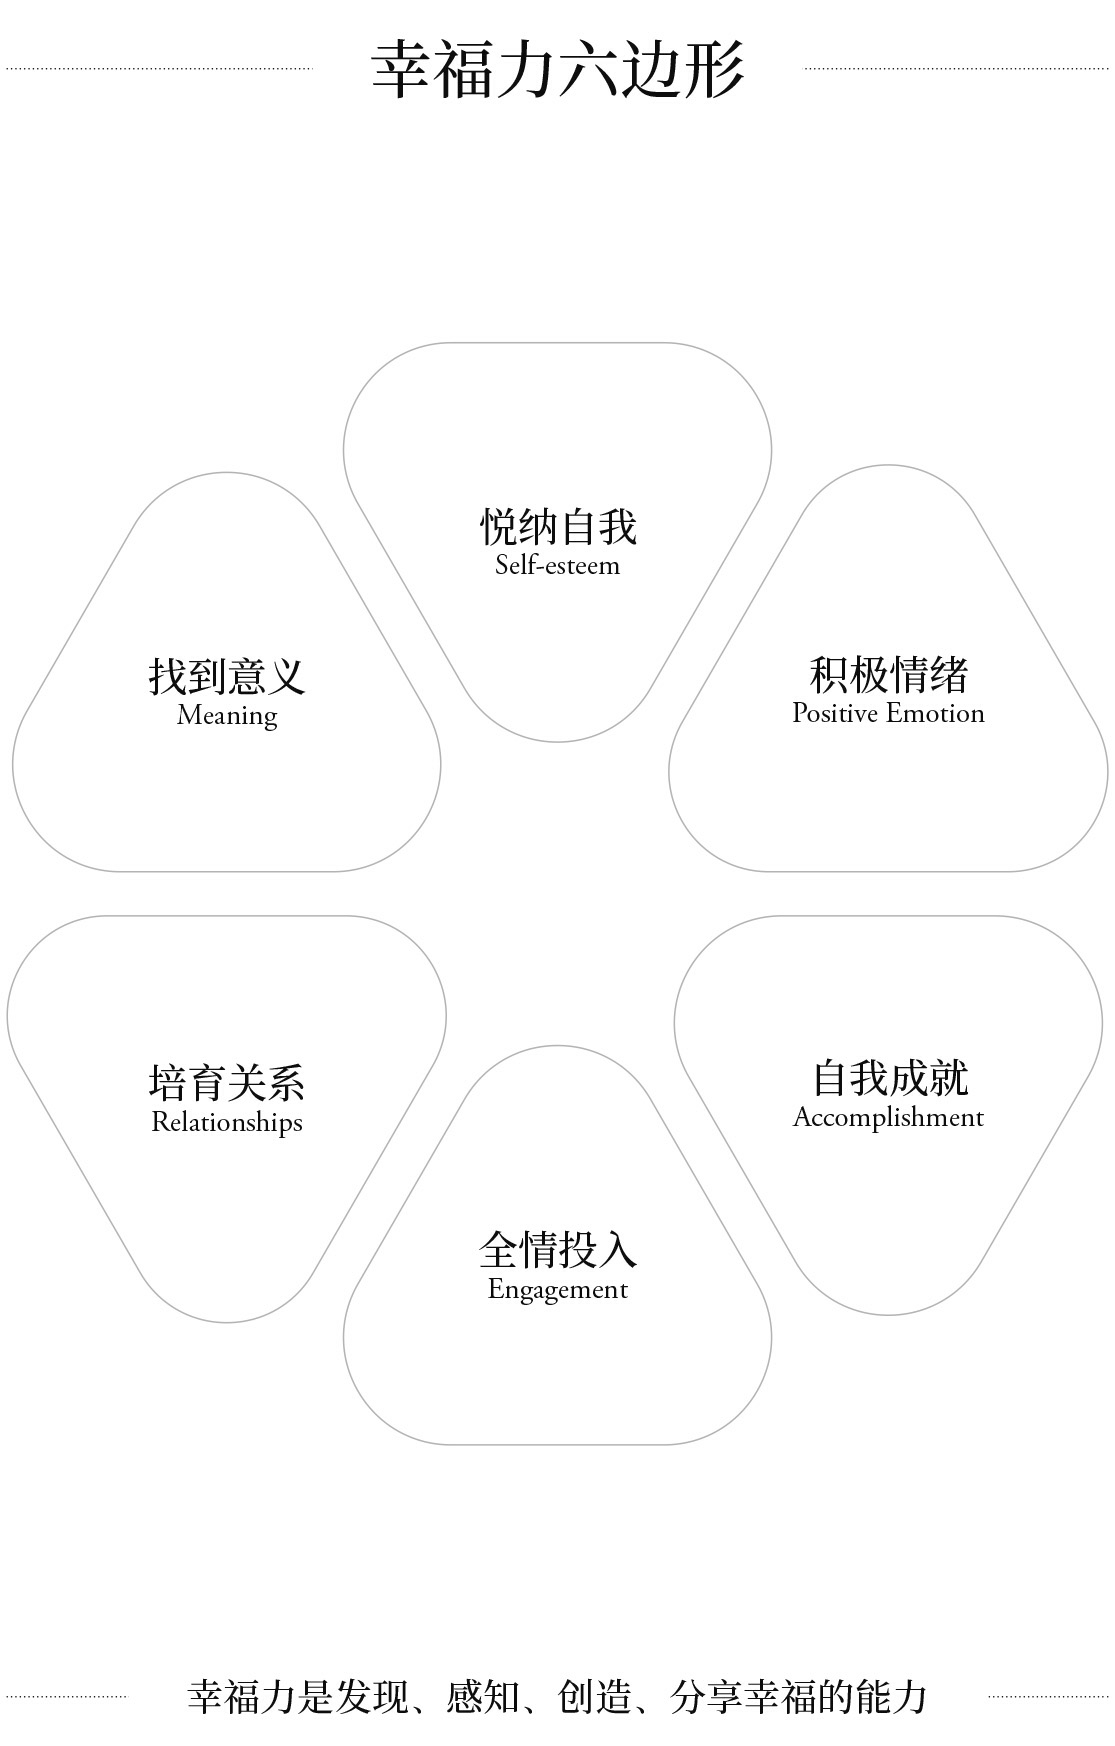 幸福力六边形
悦纳自我
Self-esteem
找到意义
Meaning
积极情绪
Positive Emotion
培育关系
Relationships
自我成就
Accomplishment
全情投入
Engagement
幸福力是发现、感知、创造、分享幸福的能力